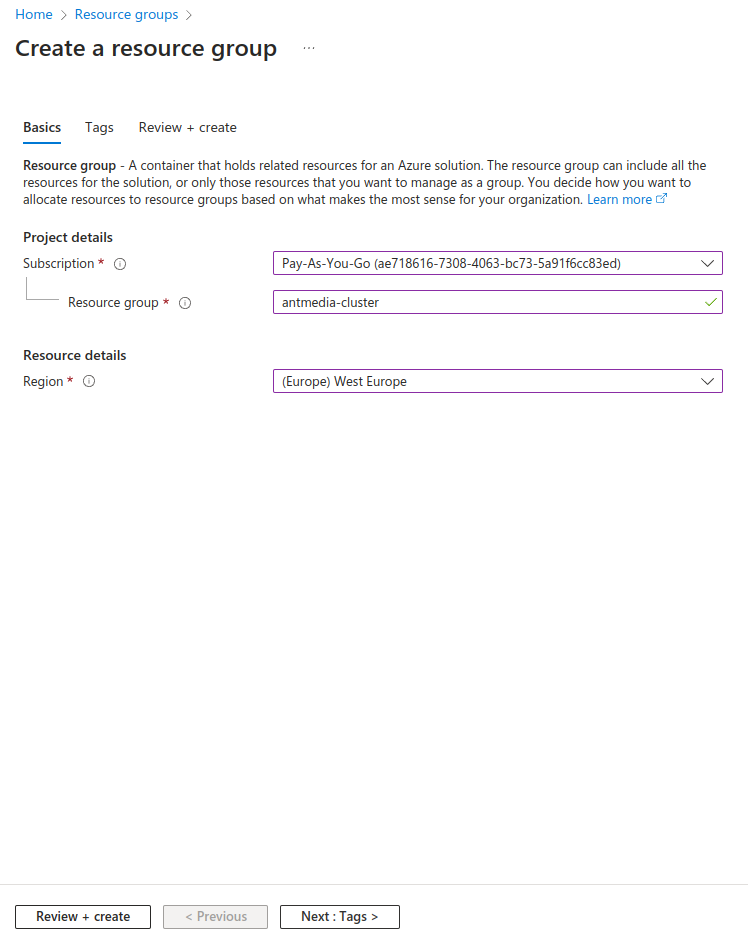 Home > Resource groups >
Create a resource group ...
Basics Tags Review + create
Resource group - A container that holds related resources for an Azure solution. The resource group can include all the
resources for the solution, or only those resources that you want to manage as a group. You decide how you want to
allocate resources to resource groups based on what makes the most sense for your organization. Learn more
Project details
Subscription * Pay-As-You-Go (ae718616-7308-4063-bc73-5a91f6cc83ed)
Resource group * antmedia-cluster
Resource details
Region * (Europe) West Europe
Review + create < Previous Next : Tags >